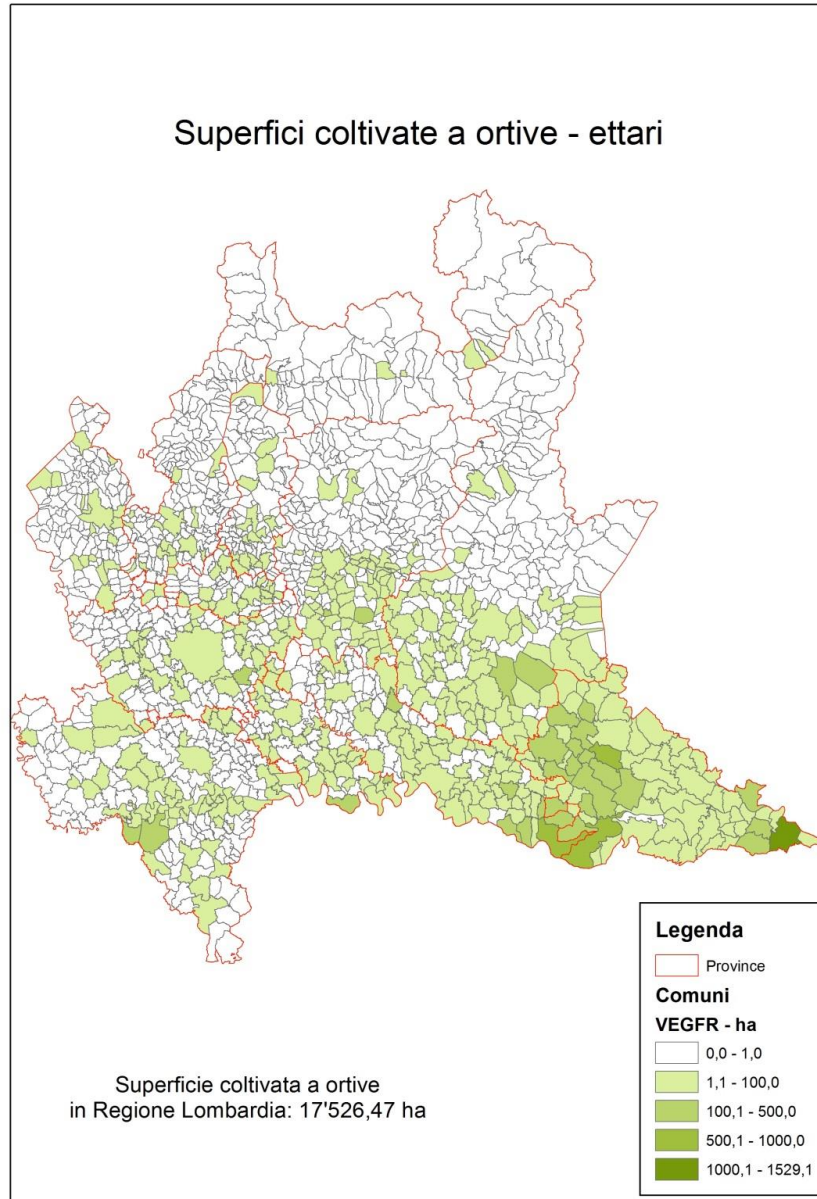 Superfici coltivate a ortive - ettari
Legenda
Province
Comuni
VEGFR - ha
0,0 - 1,0
1,1 - 100,0
100,1 - 500,0
500,1 - 1000,0
1000,1 - 1529,1
Superficie coltivata a ortive
in Regione Lombardia: 17'526,47 ha